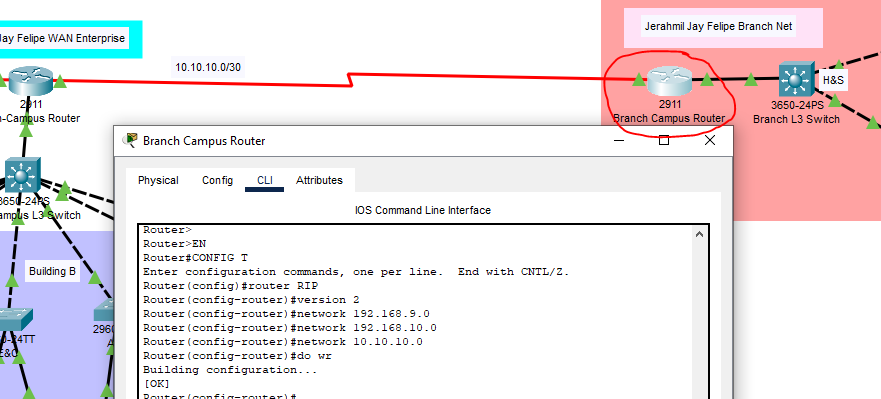 Jay Felipe WAN Enterprise
Jerahmil Jay Felipe Branch Net
10.10.10.0/30
2911
n-Campus Router
2911
Branch Campus Router
H&S
3650-24PS
Branch L3 Switch
3650-24PS
ampus L3 Switch
Building B
2960
-24TT
E&C
A
Branch Campus Router
Physical
Config
CLI
Attributes
IOS Command Line Interface
Router>
Router>EN
Router#CONFIG T
Enter configuration commands, one per line.  End with CNTL/Z.
Router(config)#router RIP
Router(config-router)#version 2
Router(config-router)#network 192.168.9.0
Router(config-router)#network 192.168.10.0
Router(config-router)#network 10.10.10.0
Router(config-router)#do wr
Building configuration...
[OK]
Router(config-router)#